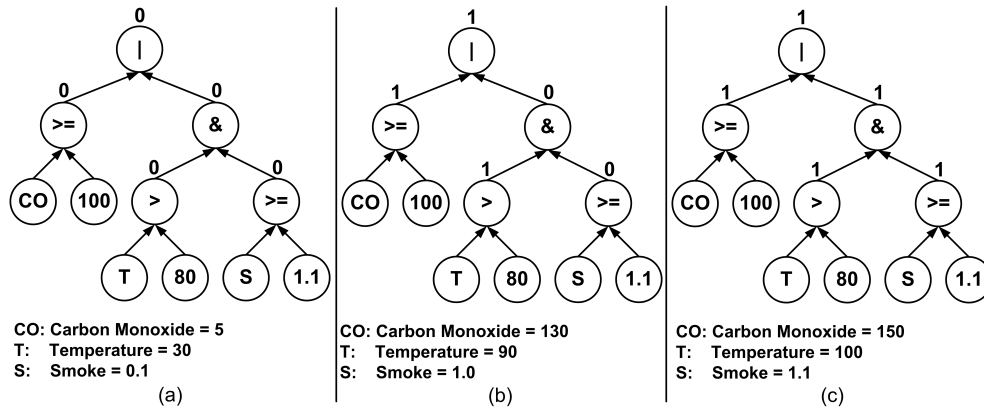 0
|
0 0
>= &
0 0
CO 100 > >=
T 80 S 1.1
CO: Carbon Monoxide = 5
T: Temperature = 30
S: Smoke = 0.1
(a)
1
|
1 0
>= &
1 0
CO 100 > >=
T 80 S 1.1
CO: Carbon Monoxide = 130
T: Temperature = 90
S: Smoke = 1.0
(b)
1
|
1 1
>= &
1 1
CO 100 > >=
T 80 S 1.1
CO: Carbon Monoxide = 150
T: Temperature = 100
S: Smoke = 1.1
(c)